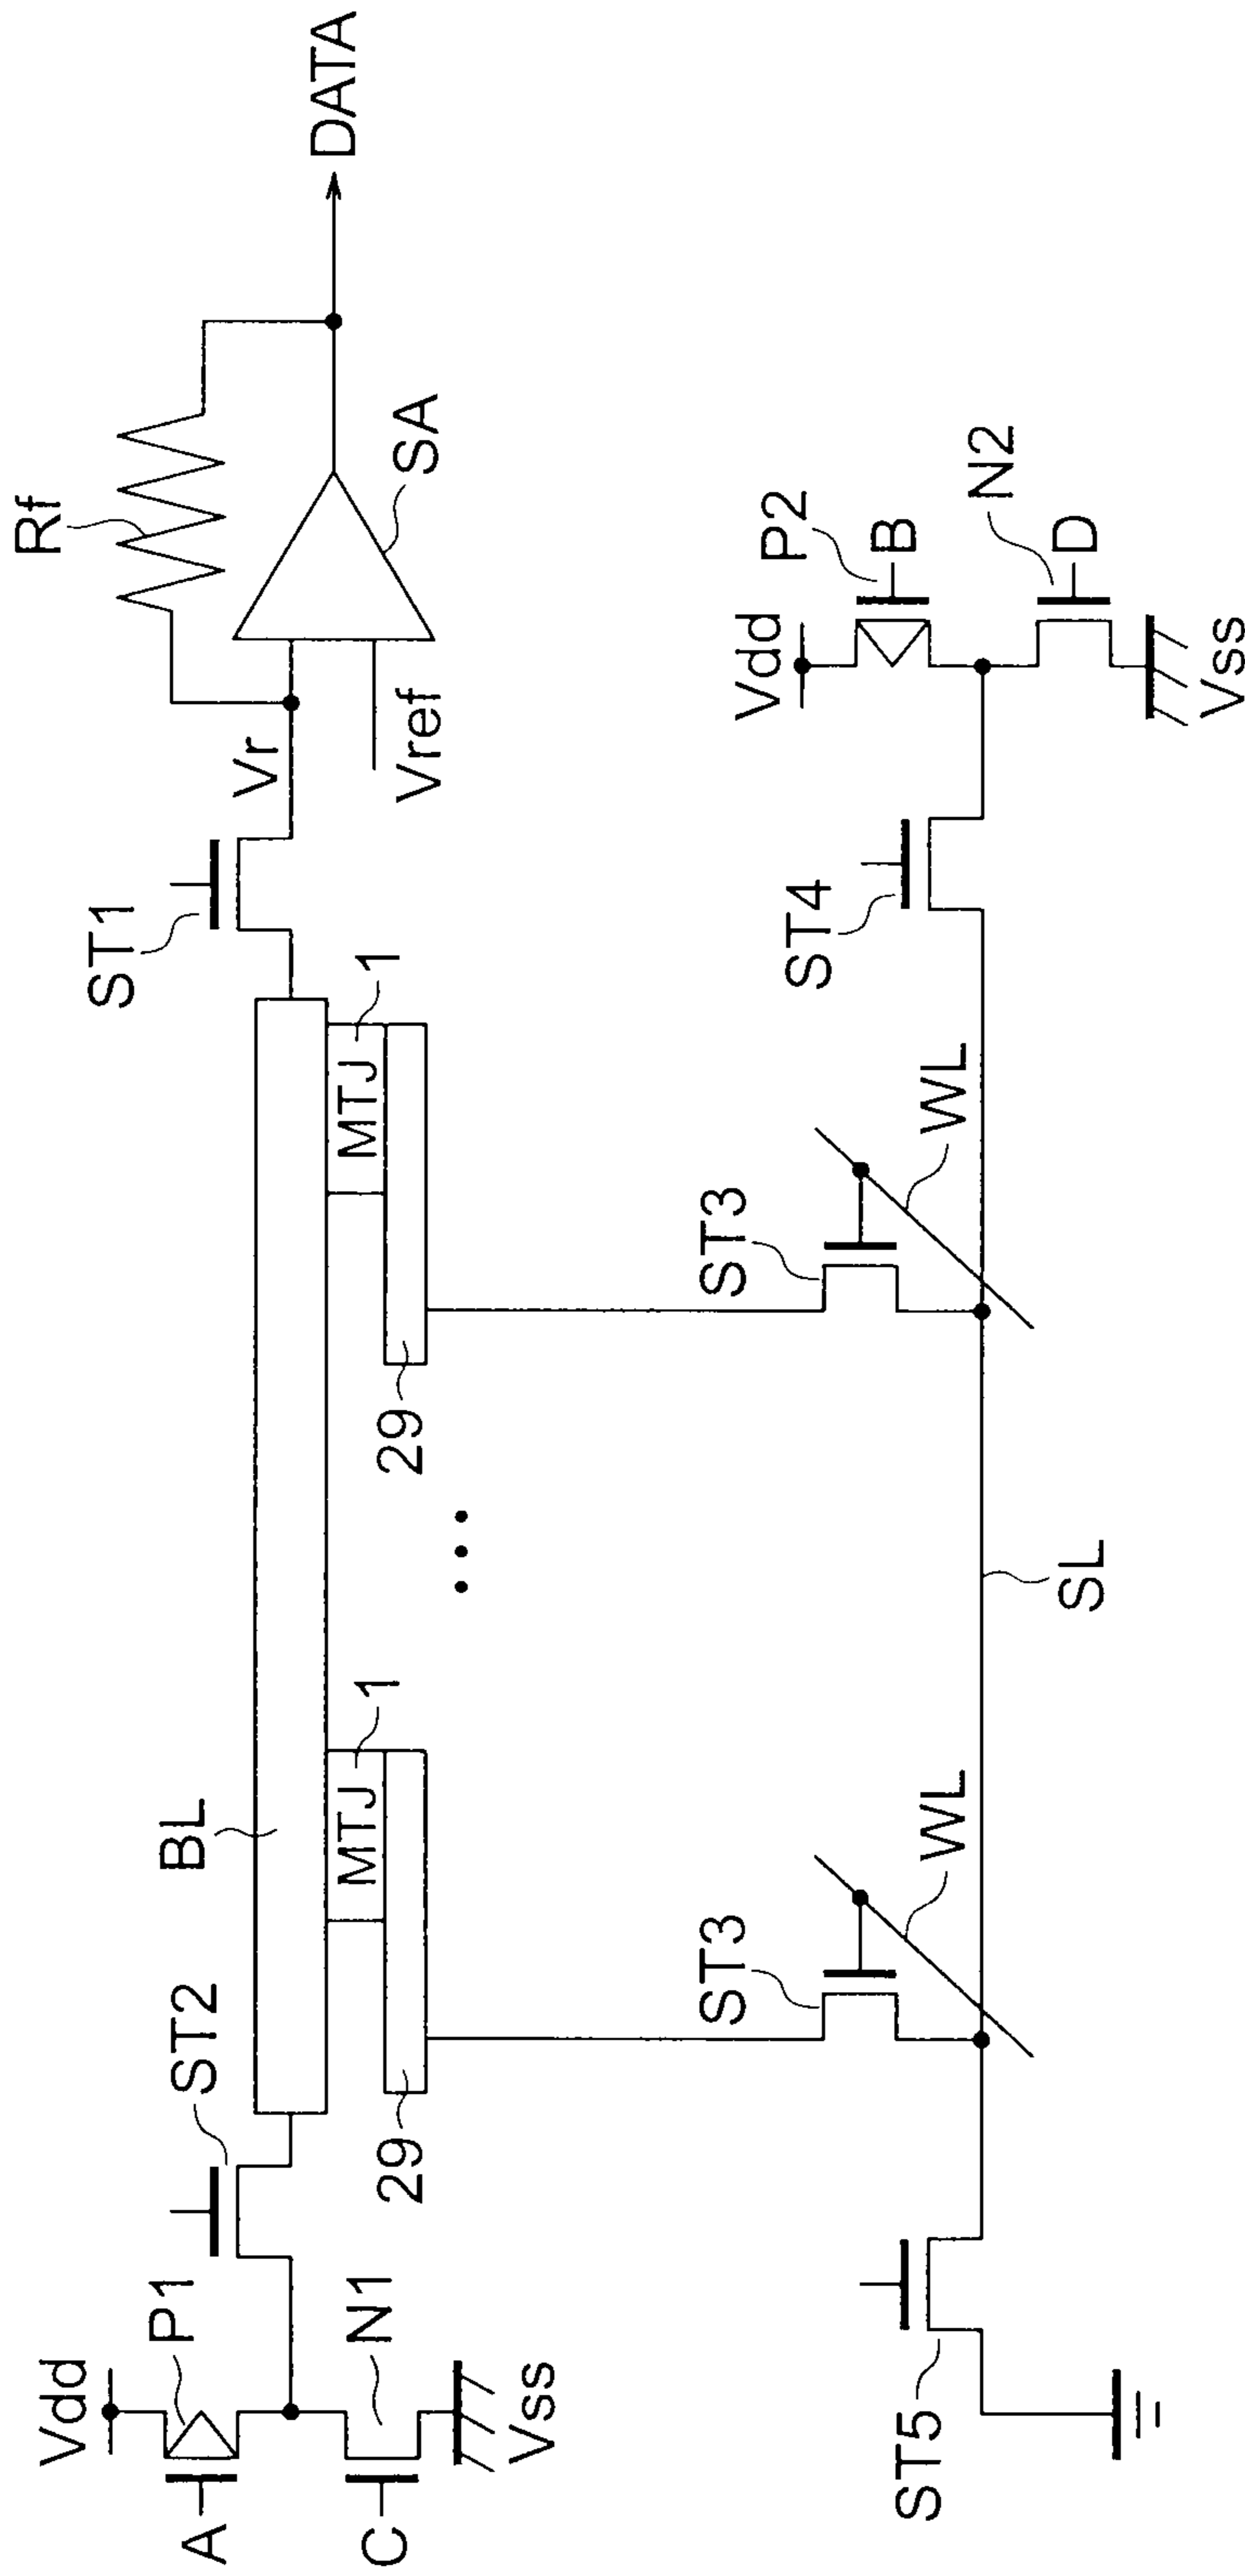 Rf
DATA
SA
Vr
Vref
ST1
BL
ST2
MTJ
1
MTJ
1
29
29
Vdd
P1
A
N1
C
Vss
ST3
ST3
WL
WL
SL
ST4
ST5
Vdd
P2
B
N2
D
Vss